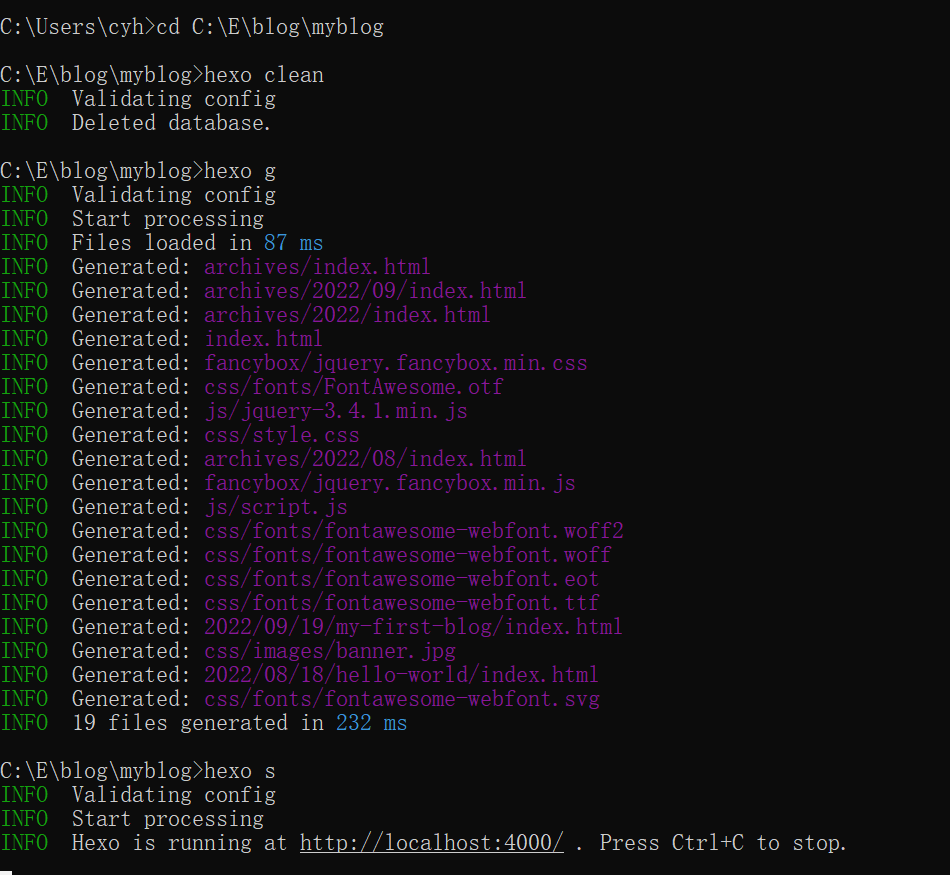 C:\Users\cyh>cd C:\E\blog\myblog
C:\E\blog\myblog>hexo clean
INFO  Validating config
INFO  Deleted database.
C:\E\blog\myblog>hexo g
INFO  Validating config
INFO  Start processing
INFO  Files loaded in 87 ms
INFO  Generated: archives/index.html
INFO  Generated: archives/2022/09/index.html
INFO  Generated: archives/2022/index.html
INFO  Generated: index.html
INFO  Generated: fancybox/jquery.fancybox.min.css
INFO  Generated: css/fonts/FontAwesome.otf
INFO  Generated: js/jquery-3.4.1.min.js
INFO  Generated: css/style.css
INFO  Generated: archives/2022/08/index.html
INFO  Generated: fancybox/jquery.fancybox.min.js
INFO  Generated: js/script.js
INFO  Generated: css/fonts/fontawesome-webfont.woff2
INFO  Generated: css/fonts/fontawesome-webfont.woff
INFO  Generated: css/fonts/fontawesome-webfont.eot
INFO  Generated: css/fonts/fontawesome-webfont.ttf
INFO  Generated: 2022/09/19/my-first-blog/index.html
INFO  Generated: css/images/banner.jpg
INFO  Generated: 2022/08/18/hello-world/index.html
INFO  Generated: css/fonts/fontawesome-webfont.svg
INFO  19 files generated in 232 ms
C:\E\blog\myblog>hexo s
INFO  Validating config
INFO  Start processing
INFO  Hexo is running at http://localhost:4000/ . Press Ctrl+C to stop.